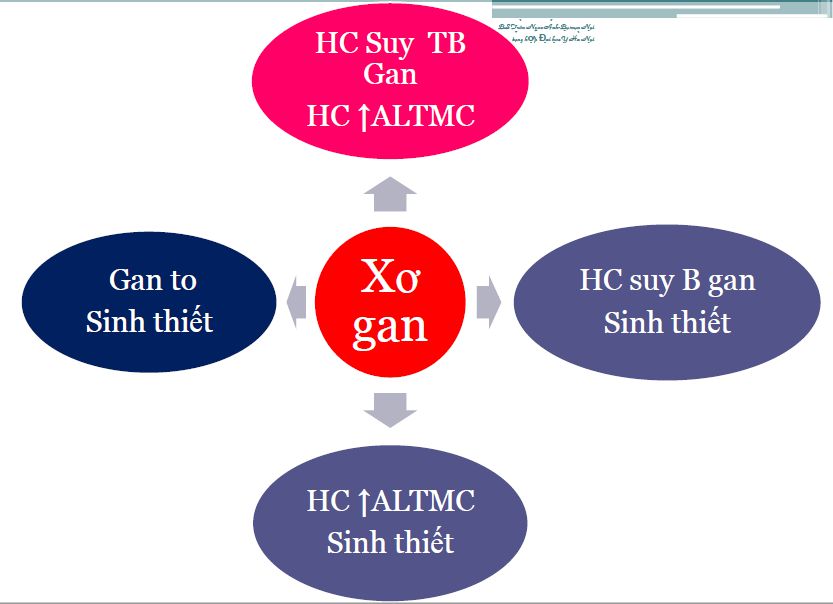 HC Suy TB
Gan
HC ↑ALTMC
Gan to
Sinh thiết
Xơ
gan
HC suy B gan
Sinh thiết
HC ↑ALTMC
Sinh thiết